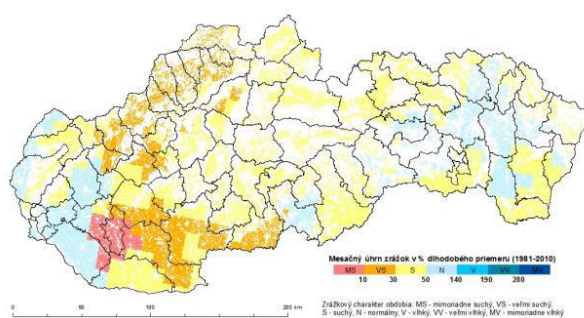 Mesačný úhrn zrážok v % dlhodobého priemeru (1981-2010)
MS VS S N V VV MV
10 30 50 140 190 280
Zrážkový charakter obdobia: MS - mimoriadne suchý, VS - veľmi suchý,
S - suchý, N - normálny, V - vlhký, VV - veľmi vlhký, MV - mimoriadne vlhký
0 50 100 200 km